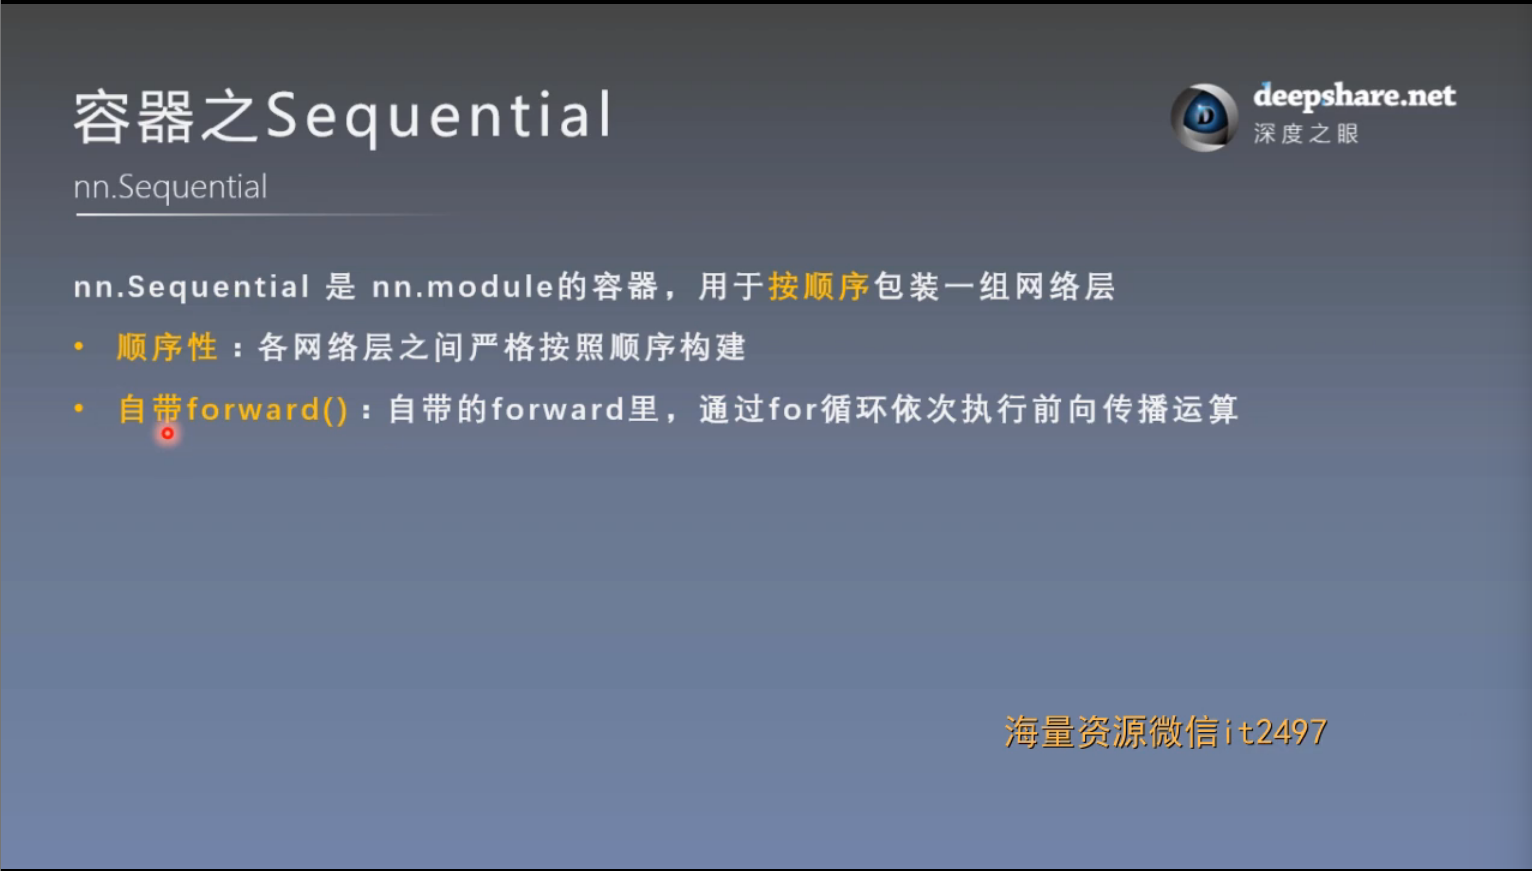 容器之Sequential
deepshare.net
深度之眼
nn.Sequential
nn.Sequential 是 nn.module的容器，用于按顺序包装一组网络层
• 顺序性：各网络层之间严格按照顺序构建
• 自带forward()：自带的forward里，通过for循环依次执行前向传播运算
海量资源微信it2497